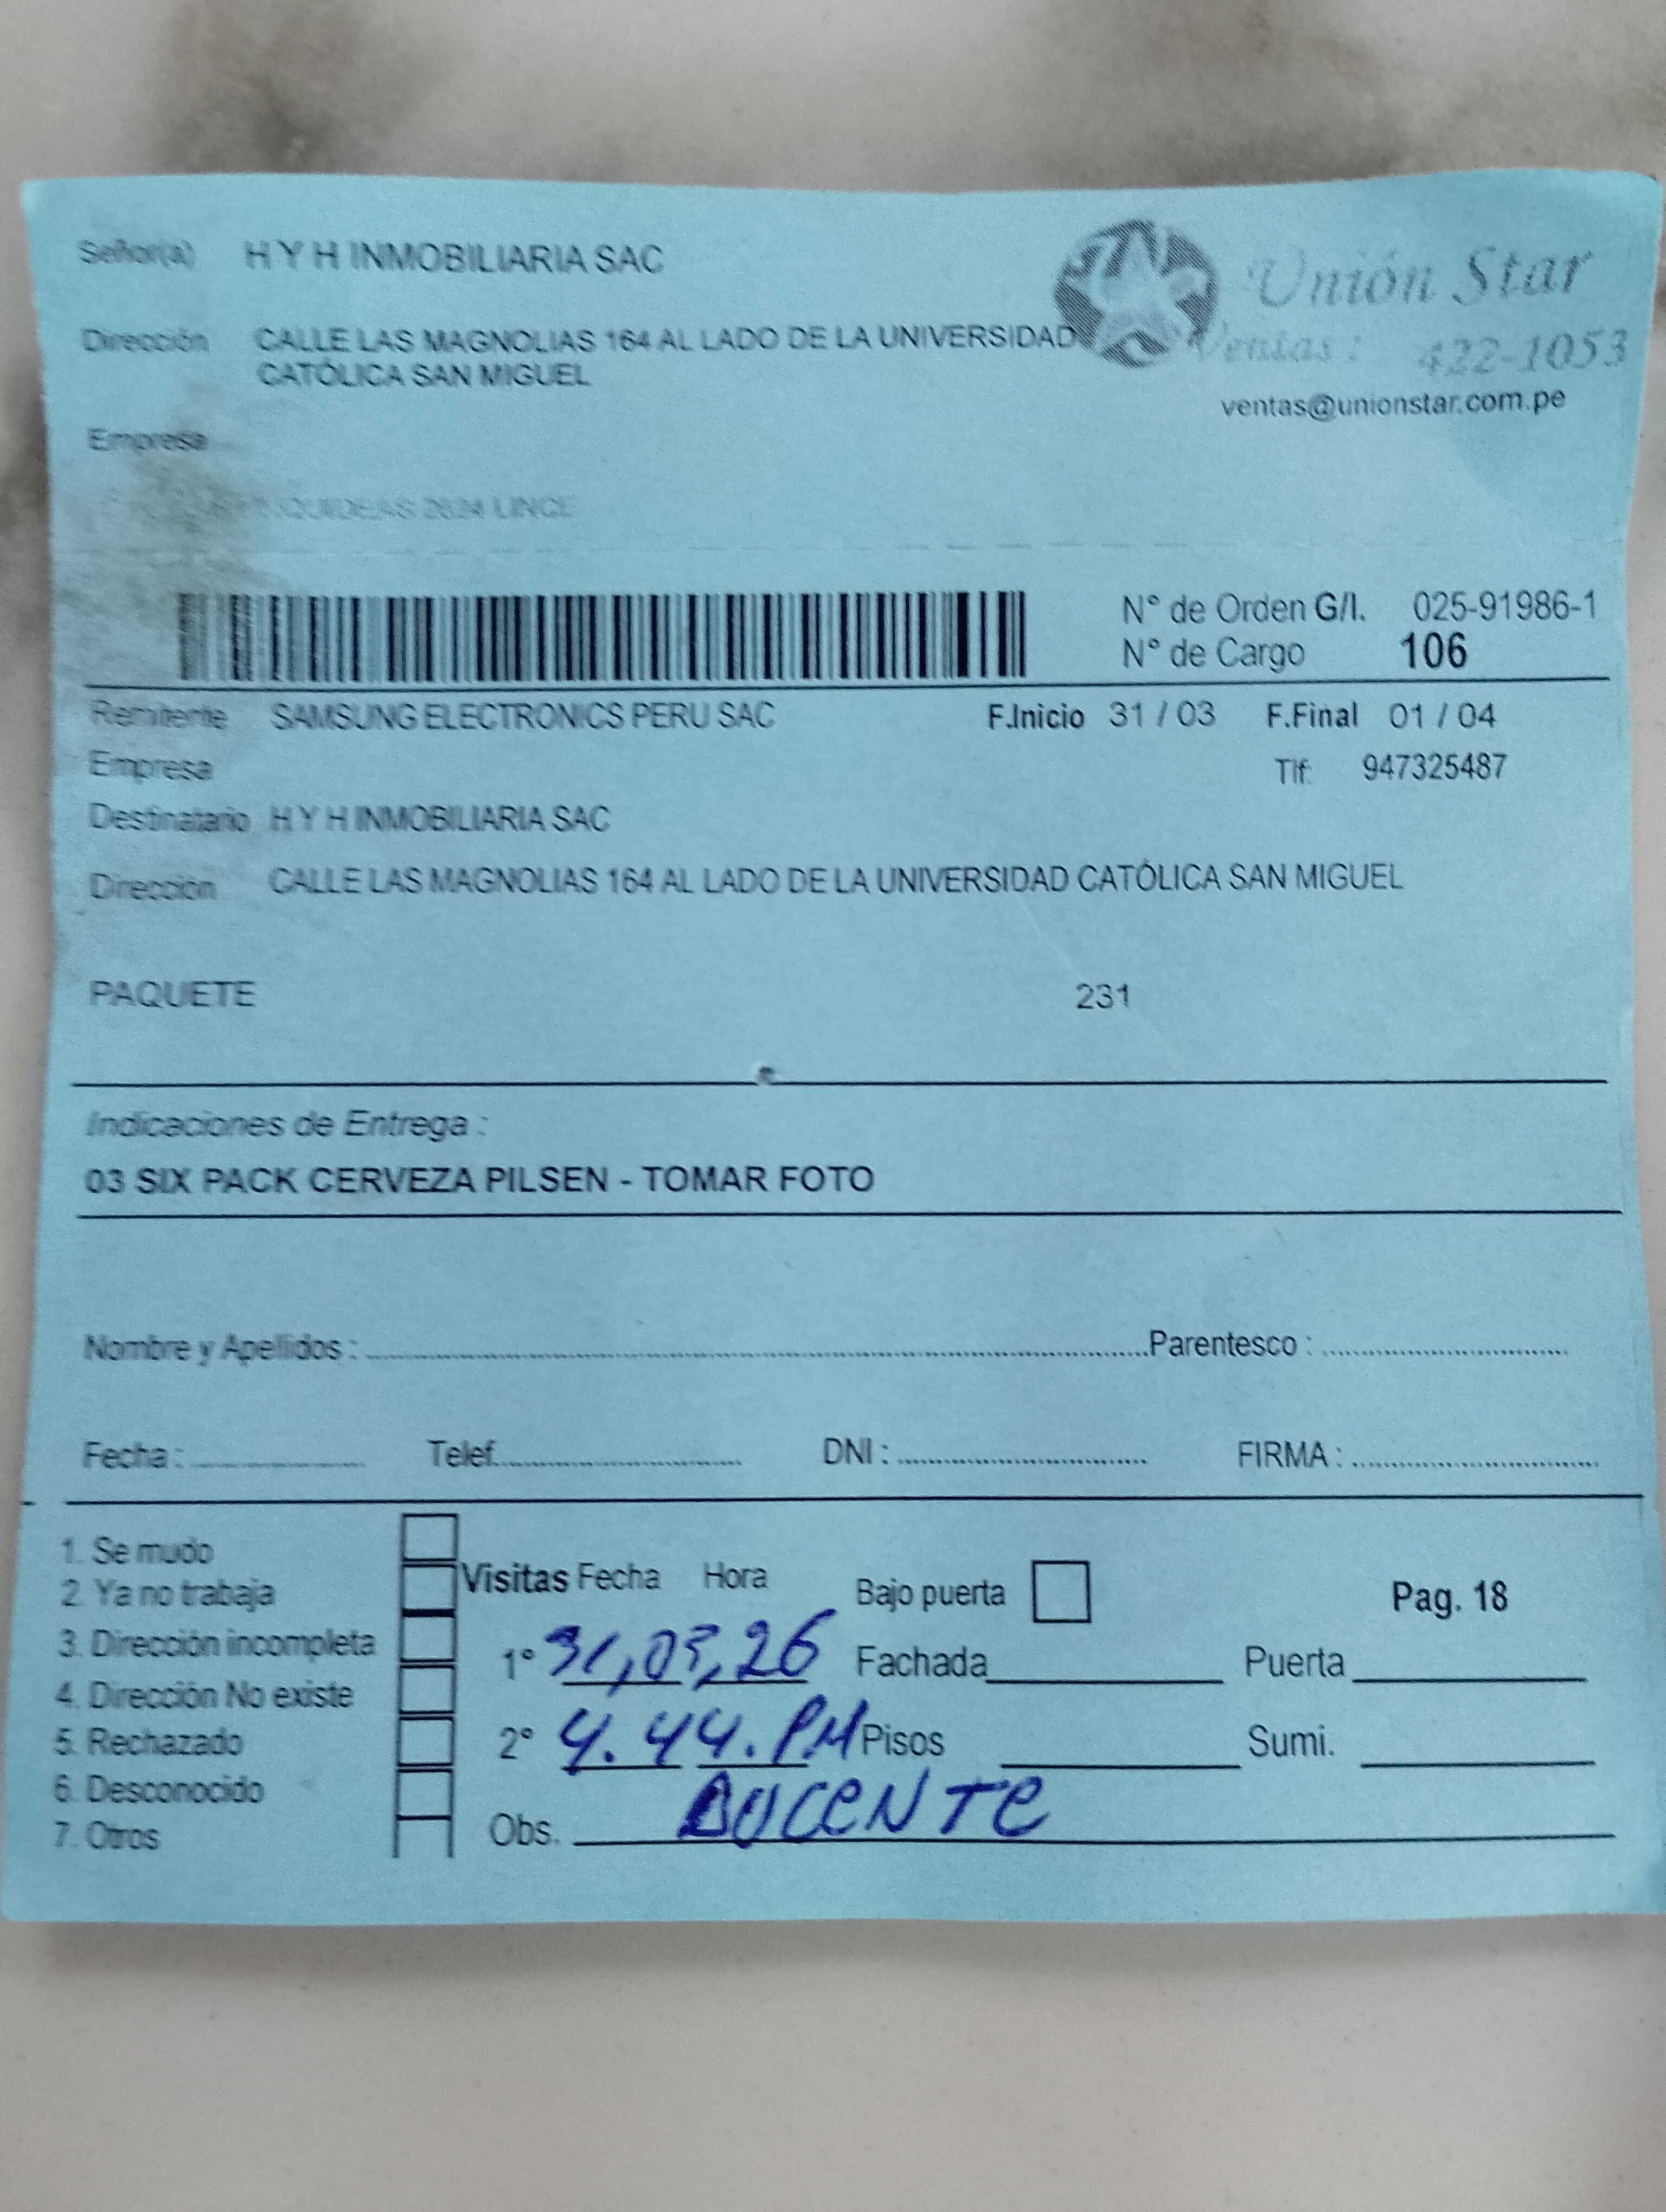 Señor(a) H Y H INMOBILIARIA SAC
Unión Star
Dirección CALLE LAS MAGNOLIAS 164 AL LADO DE LA UNIVERSIDAD
CATÓLICA SAN MIGUEL
Ventas : 422-1053
ventas@unionstar.com.pe
Empresa
QUIDEAS 2624 LINCE
N° de Orden G/I. 025-91986-1
N° de Cargo 106
Remitente SAMSUNG ELECTRONICS PERU SAC F.Inicio 31 / 03 F.Final 01 / 04
Empresa Tlf: 947325487
Destinatario H Y H INMOBILIARIA SAC
Dirección CALLE LAS MAGNOLIAS 164 AL LADO DE LA UNIVERSIDAD CATÓLICA SAN MIGUEL
PAQUETE 231
Indicaciones de Entrega :
03 SIX PACK CERVEZA PILSEN - TOMAR FOTO
Nombre y Apellidos : Parentesco :
Fecha : Telef. DNI : FIRMA :
1. Se mudo
2. Ya no trabaja
3. Dirección incompleta
4. Dirección No existe
5. Rechazado
6. Desconocido
7. Otros
Visitas Fecha Hora Bajo puerta Pag. 18
1° 31,03,26 Fachada Puerta
2° 4.44.PM Pisos Sumi.
Obs. DOCENTE